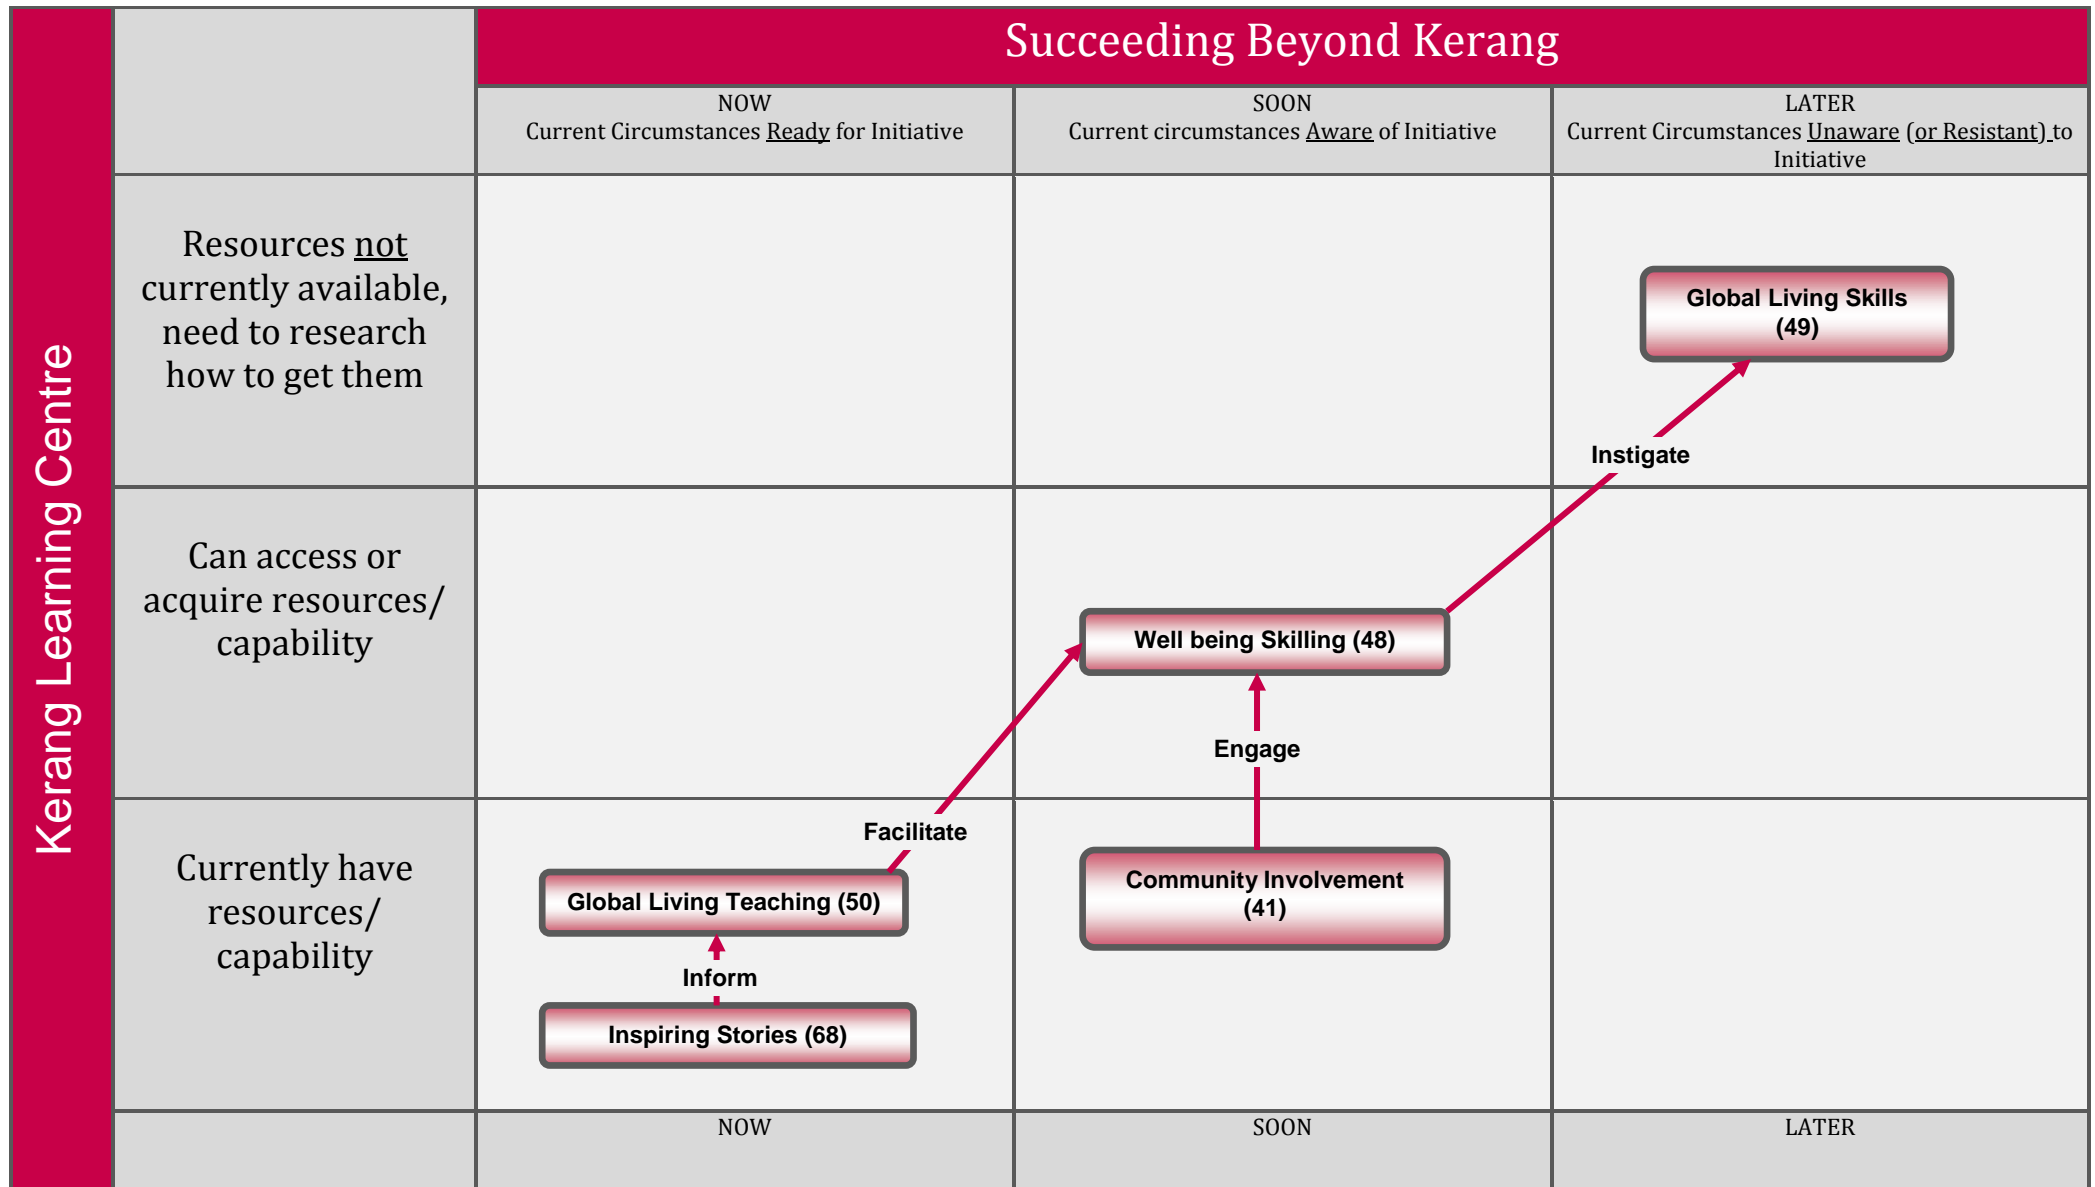 Kerang Learning Centre
Succeeding Beyond Kerang
NOW
Current Circumstances Ready for Initiative
SOON
Current circumstances Aware of Initiative
LATER
Current Circumstances Unaware (or Resistant) to
Initiative
Resources not
currently available,
need to research
how to get them
Global Living Skills
(49)
Instigate
Can access or
acquire resources/
capability
Well being Skilling (48)
Engage
Facilitate
Currently have
resources/
capability
Global Living Teaching (50)
Inform
Inspiring Stories (68)
Community Involvement
(41)
NOW
SOON
LATER